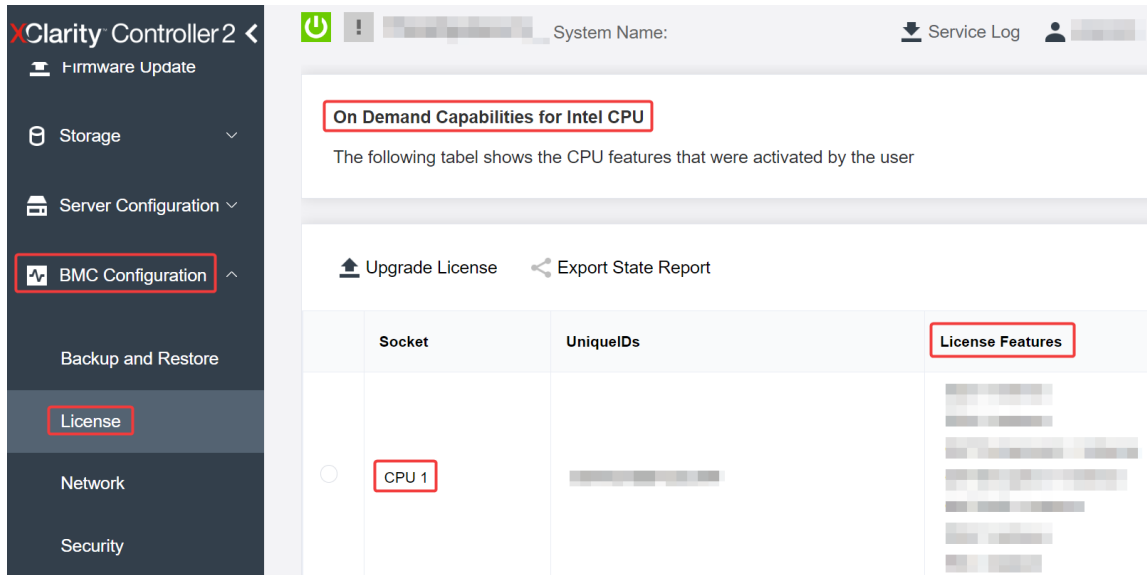 XClarity Controller 2
Firmware Update
Storage
Server Configuration
BMC Configuration
Backup and Restore
License
Network
Security
System Name:
Service Log
On Demand Capabilities for Intel CPU
The following tabel shows the CPU features that were activated by the user
Upgrade License
Export State Report
Socket
UniqueIDs
License Features
CPU 1